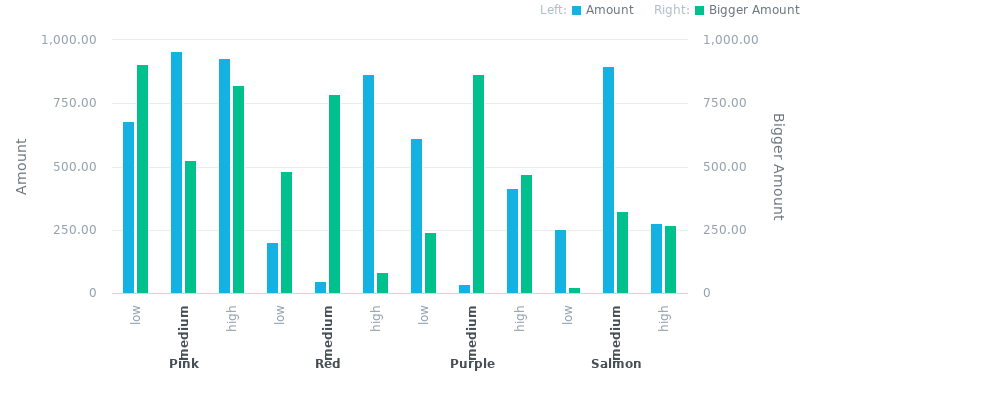 Left: Amount Right: Bigger Amount
1,000.00 1,000.00
750.00 750.00
500.00 500.00
250.00 250.00
0 0
Amount
Bigger Amount
low medium high low medium high low medium high low medium high
Pink Red Purple Salmon